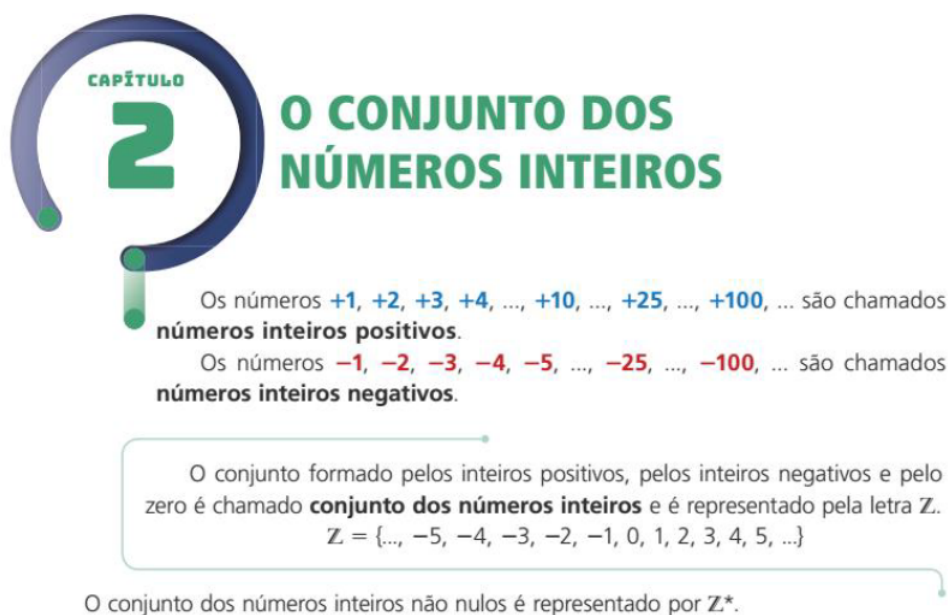 CAPÍTULO
2
O CONJUNTO DOS
NÚMEROS INTEIROS
Os números +1, +2, +3, +4, ..., +10, ..., +25, ..., +100, ... são chamados
números inteiros positivos.
Os números −1, −2, −3, −4, −5, ..., −25, ..., −100, ... são chamados
números inteiros negativos.
O conjunto formado pelos inteiros positivos, pelos inteiros negativos e pelo
zero é chamado conjunto dos números inteiros e é representado pela letra ℤ.
ℤ = {..., −5, −4, −3, −2, −1, 0, 1, 2, 3, 4, 5, ...}
O conjunto dos números inteiros não nulos é representado por ℤ*.